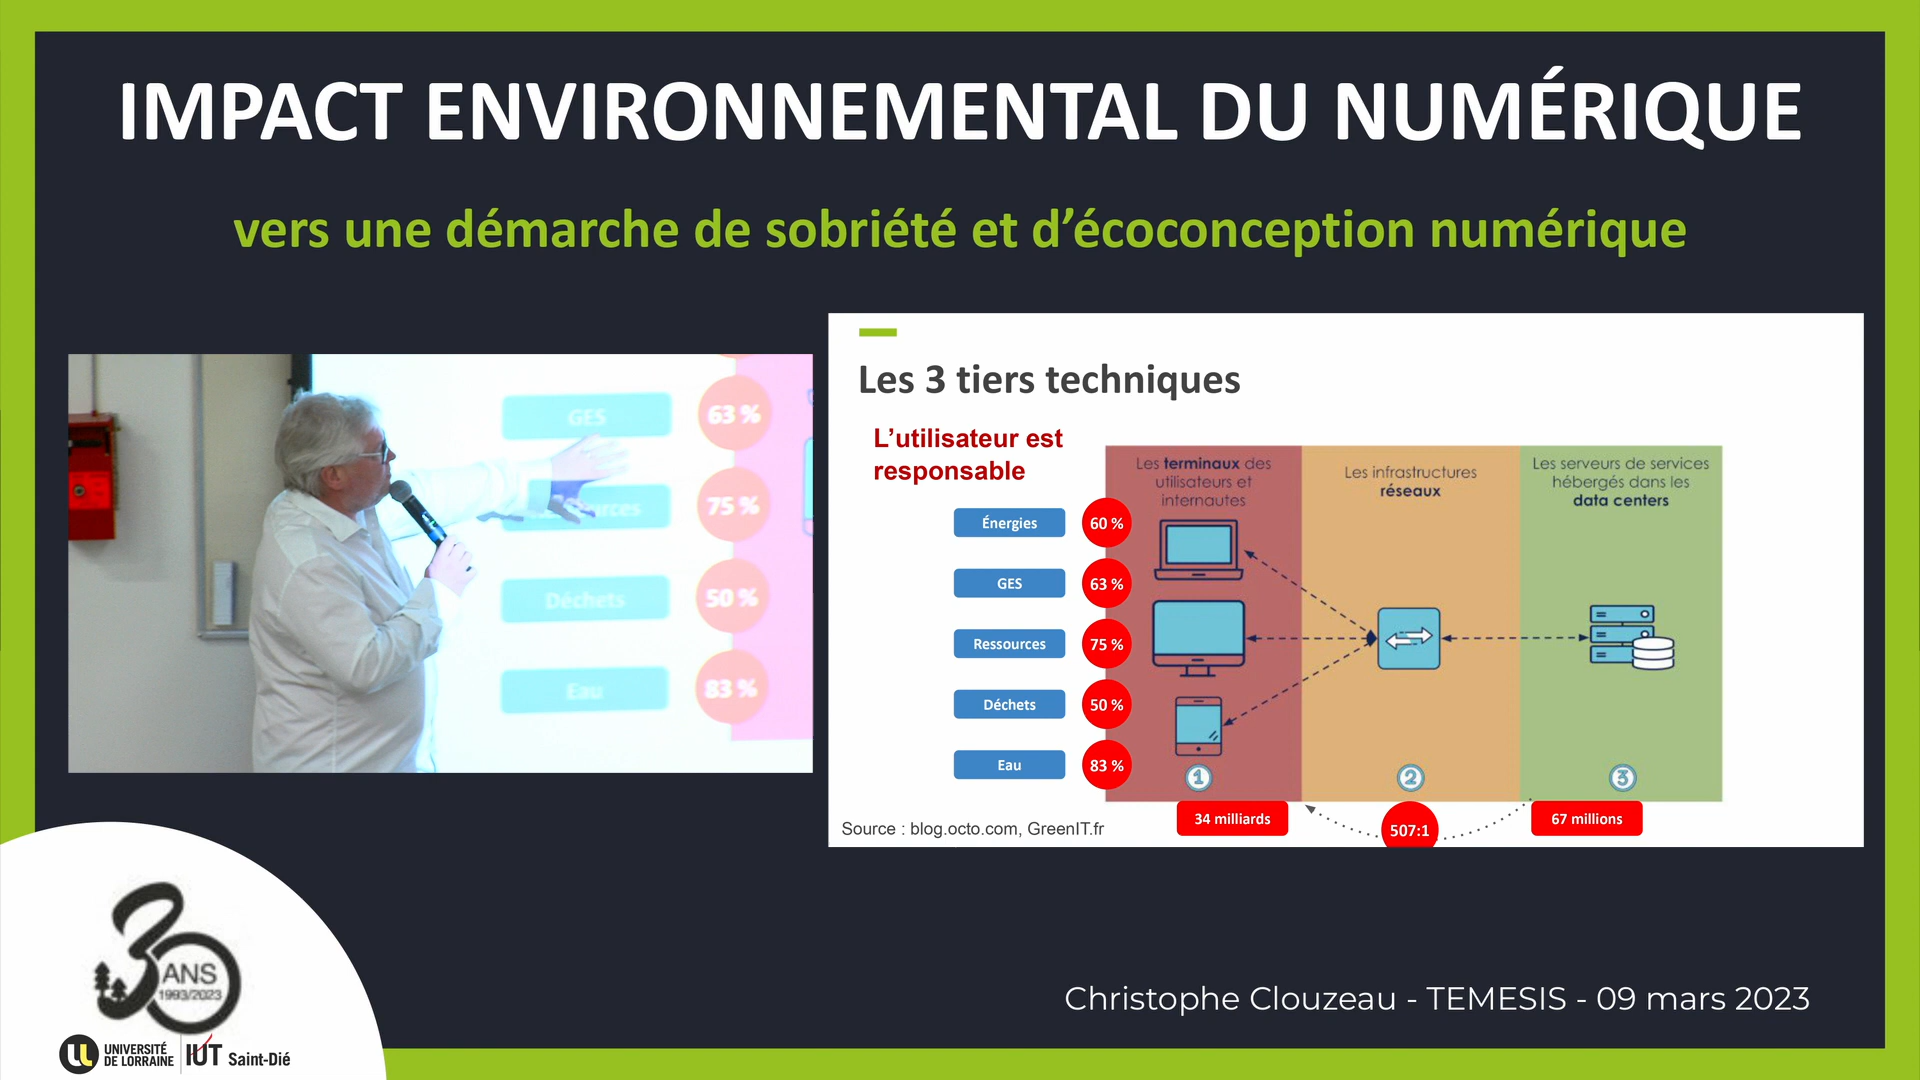 IMPACT ENVIRONNEMENTAL DU NUMÉRIQUE
vers une démarche de sobriété et d’écoconception numérique
GES
63 %
75 %
Déchets
50 %
Eau
83 %
Les 3 tiers techniques
L’utilisateur est
responsable
Énergies
60 %
GES
63 %
Ressources
75 %
Déchets
50 %
Eau
83 %
Les terminaux des
utilisateurs et
internautes
Les infrastructures
réseaux
Les serveurs de services
hébergés dans les
data centers
1
2
3
34 milliards
507:1
67 millions
Source : blog.octo.com, GreenIT.fr
30
ANS
1993/2023
UNIVERSITÉ
DE LORRAINE
IUT Saint-Dié
Christophe Clouzeau - TEMESIS - 09 mars 2023